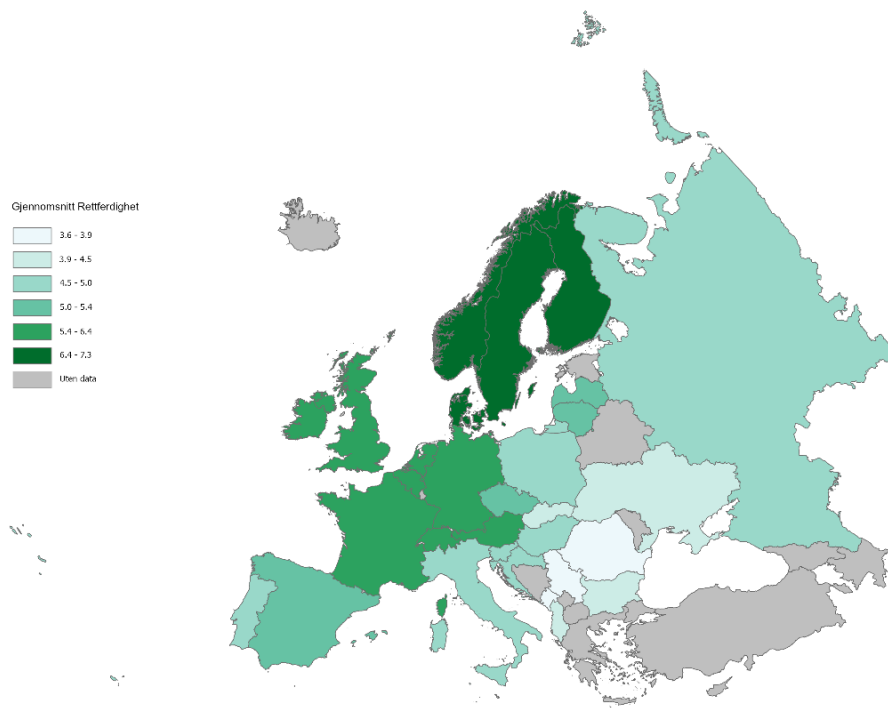 Gjennomsnitt Rettferdighet
3.6 - 3.9
3.9 - 4.5
4.5 - 5.0
5.0 - 5.4
5.4 - 6.4
6.4 - 7.3
Uten data